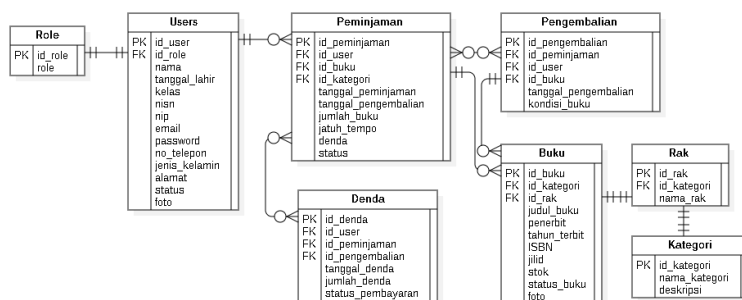 Role
PK id_role
role
Users
PK id_user
FK id_role
nama
tanggal_lahir
kelas
nisn
nip
email
password
no_telepon
jenis_kelamin
alamat
status
foto
Peminjaman
PK id_peminjaman
FK id_user
FK id_buku
FK id_kategori
tanggal_peminjaman
tanggal_pengembalian
jumlah_buku
jatuh_tempo
denda
status
Pengembalian
PK id_pengembalian
FK id_peminjaman
FK id_user
FK id_buku
tanggal_pengembalian
kondisi_buku
Denda
PK id_denda
FK id_user
FK id_peminjaman
FK id_pengembalian
tanggal_denda
jumlah_denda
status_pembayaran
Buku
PK id_buku
FK id_kategori
FK id_rak
judul_buku
penerbit
tahun_terbit
ISBN
jilid
stok
status_buku
foto
Rak
PK id_rak
FK id_kategori
nama_rak
Kategori
PK id_kategori
nama_kategori
deskripsi